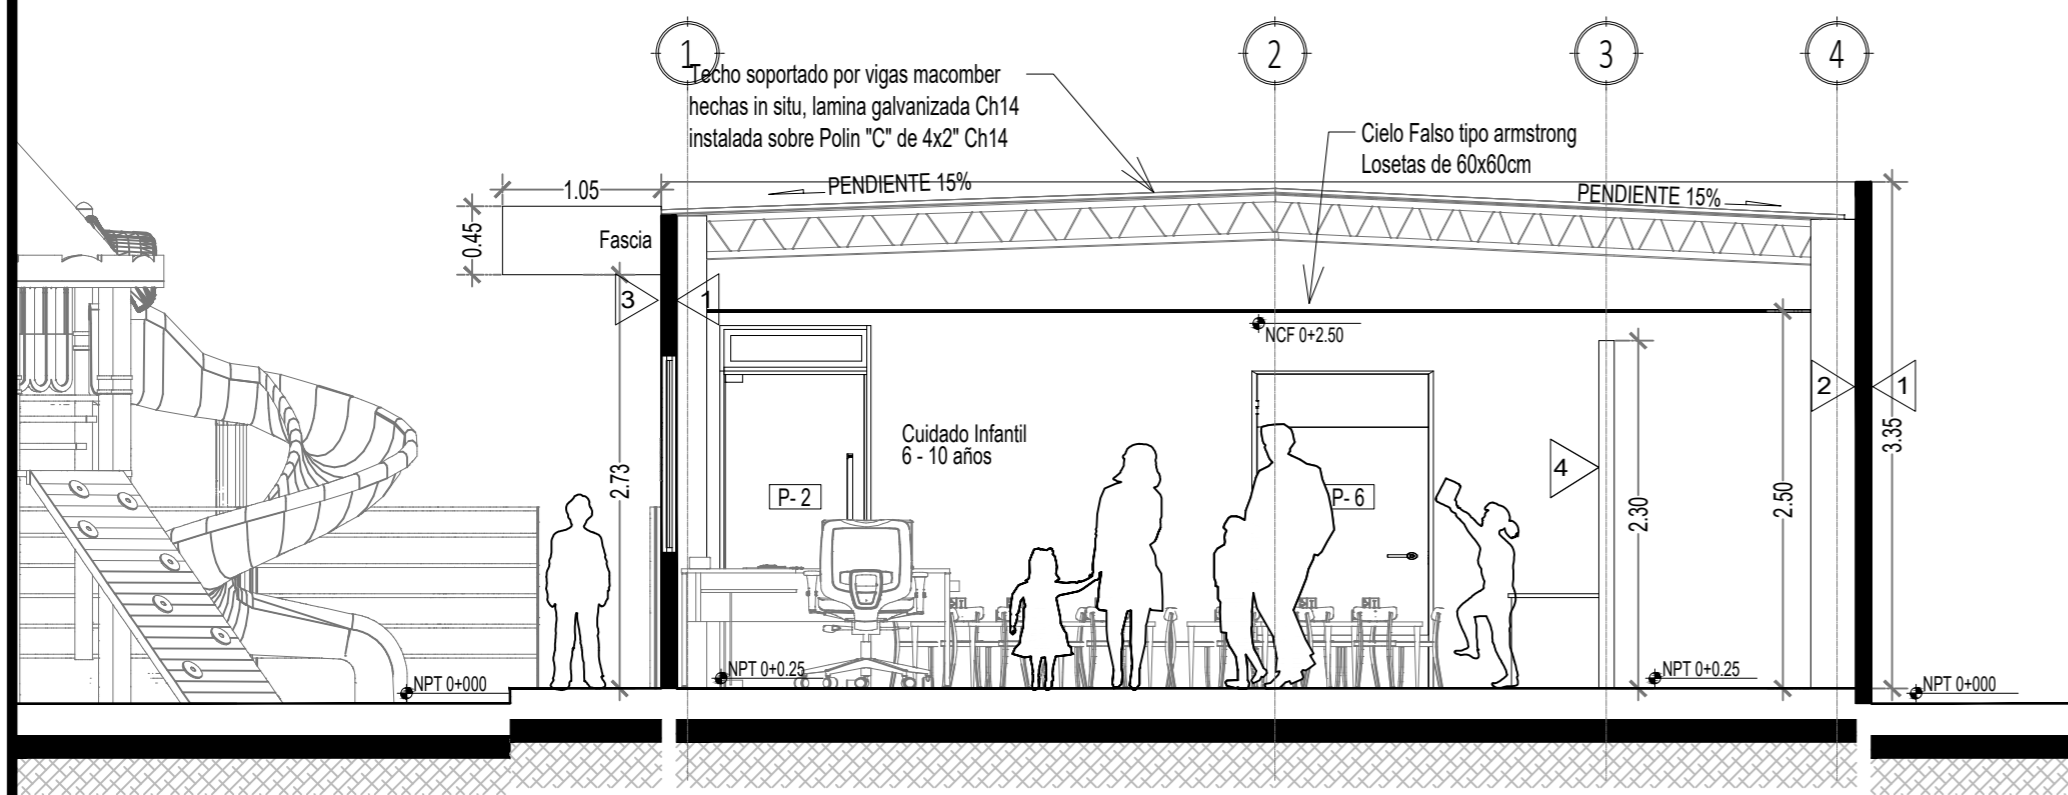 1
2
3
4
Techo soportado por vigas macomber
hechas in situ, lamina galvanizada Ch14
instalada sobre Polin "C" de 4x2" Ch14
Cielo Falso tipo armstrong
Losetas de 60x60cm
1.05
PENDIENTE 15%
PENDIENTE 15%
0.45
Fascia
3
1
NCF 0+2.50
2
1
3.35
Cuidado Infantil
6 - 10 años
4
2.73
P- 2
P- 6
2.30
2.50
NPT 0+000
NPT 0+0.25
NPT 0+0.25
NPT 0+000